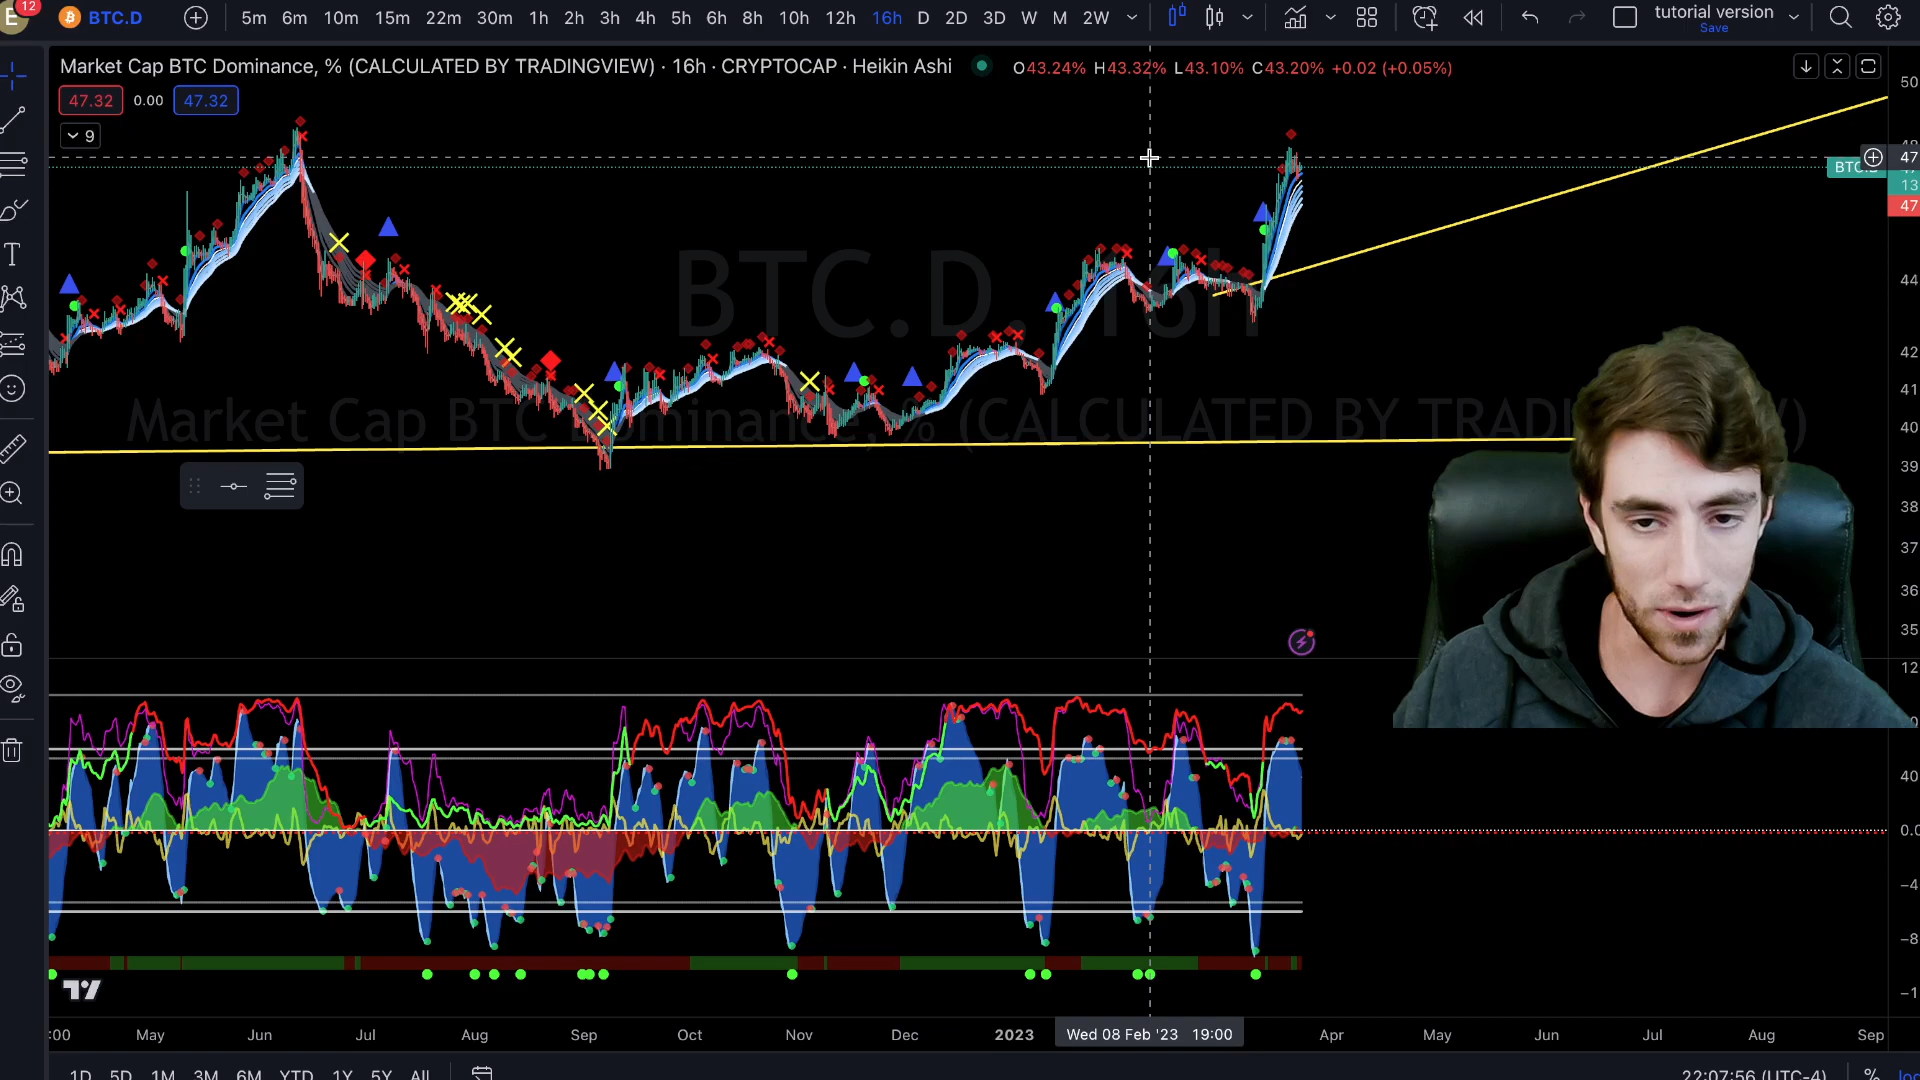 E 12 BTC.D 5m 6m 10m 15m 22m 30m 1h 2h 3h 4h 5h 6h 8h 10h 12h 16h D 2D 3D W M 2W tutorial version
Save
Market Cap BTC Dominance, % (CALCULATED BY TRADINGVIEW) · 16h · CRYPTOCAP · Heikin Ashi O43.24% H43.32% L43.10% C43.20% +0.02 (+0.05%)
47.32 0.00 47.32
9
BTC.D, 16h
Market Cap BTC Dominance, % (CALCULATED BY TRADINGVIEW)
50
47
BTC.D
13
47
44
42
41
40
39
38
37
36
35
12
40
0.0
-4
-8
-1
:00 May Jun Jul Aug Sep Oct Nov Dec 2023 Wed 08 Feb '23 19:00 Apr May Jun Jul Aug Sep
1D 5D 1M 3M 6M YTD 1Y 5Y All 22:07:56 (UTC-4) % log